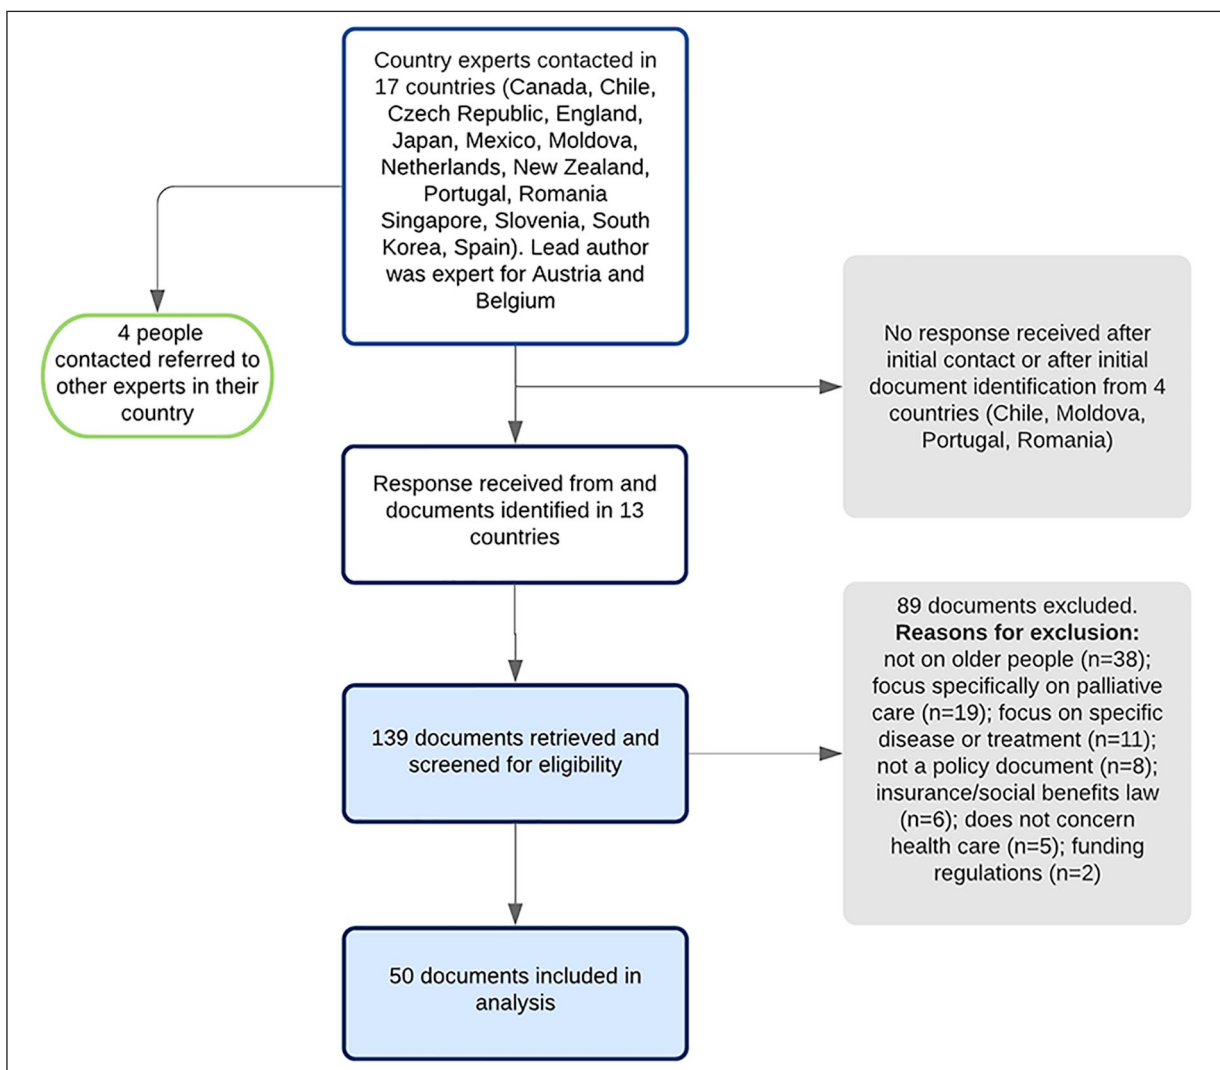 Country experts contacted in
17 countries (Canada, Chile,
Czech Republic, England,
Japan, Mexico, Moldova,
Netherlands, New Zealand,
Portugal, Romania
Singapore, Slovenia, South
Korea, Spain). Lead author
was expert for Austria and
Belgium
4 people
contacted referred to
other experts in their
country
No response received after
initial contact or after initial
document identification from 4
countries (Chile, Moldova,
Portugal, Romania)
Response received from and
documents identified in 13
countries
139 documents retrieved and
screened for eligibility
89 documents excluded.
Reasons for exclusion:
not on older people (n=38);
focus specifically on palliative
care (n=19); focus on specific
disease or treatment (n=11);
not a policy document (n=8);
insurance/social benefits law
(n=6); does not concern
health care (n=5); funding
regulations (n=2)
50 documents included in
analysis